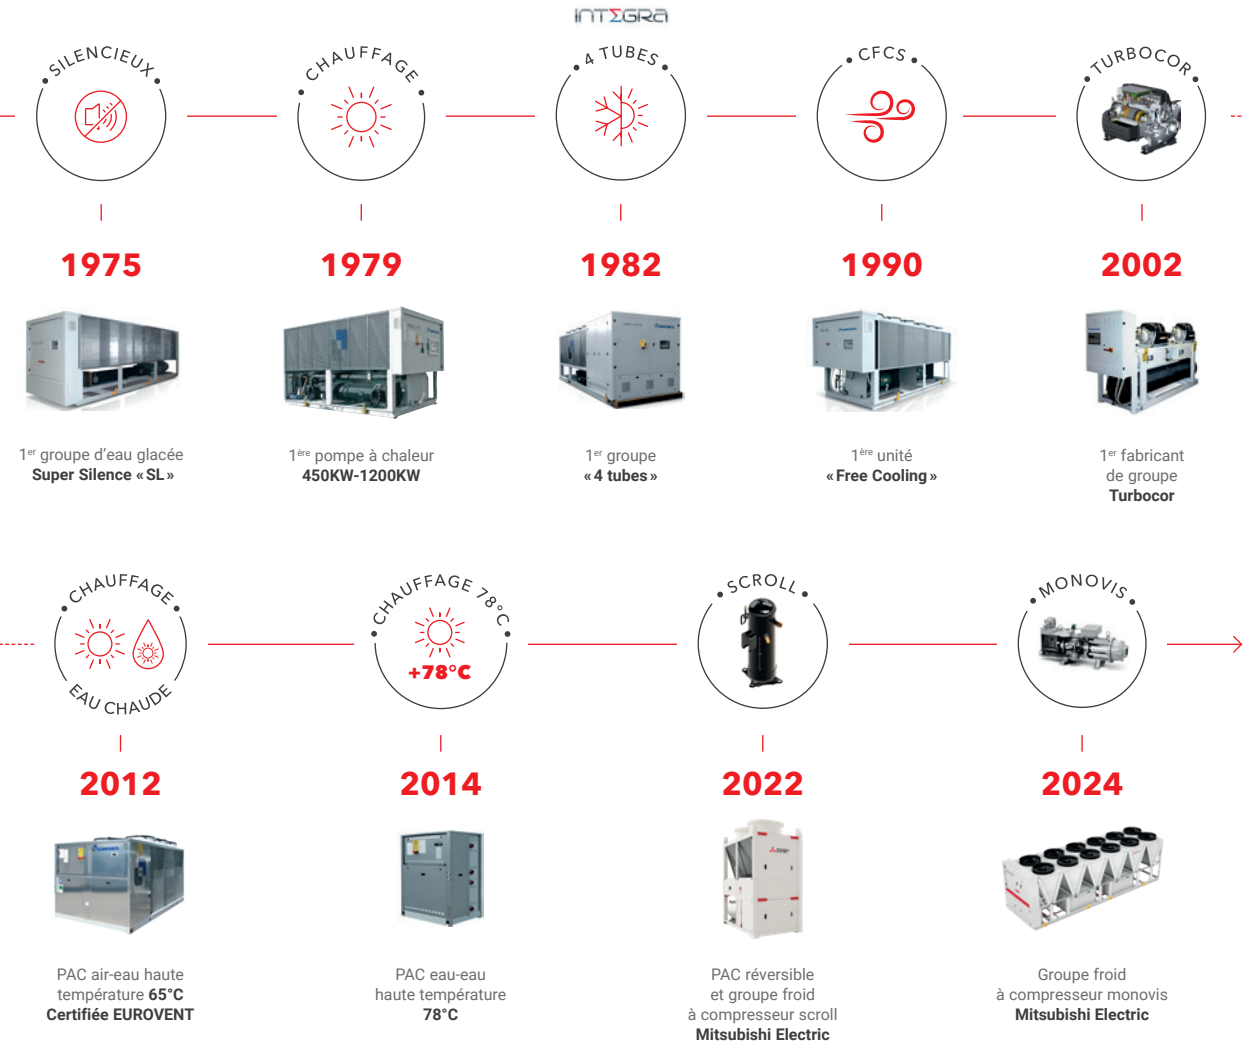 INTEGRA
SILENCIEUX
CHAUFFAGE
4 TUBES
CFCS
TURBOCOR
1975
1979
1982
1990
2002
1er groupe d'eau glacée
Super Silence « SL »
1ère pompe à chaleur
450KW-1200KW
1er groupe
« 4 tubes »
1ère unité
« Free Cooling »
1er fabricant
de groupe
Turbocor
CHAUFFAGE
EAU CHAUDE
CHAUFFAGE 78°C
+78°C
SCROLL
MONOVIS
2012
2014
2022
2024
PAC air-eau haute
température 65°C
Certifiée EUROVENT
PAC eau-eau
haute température
78°C
PAC réversible
et groupe froid
à compresseur scroll
Mitsubishi Electric
Groupe froid
à compresseur monovis
Mitsubishi Electric